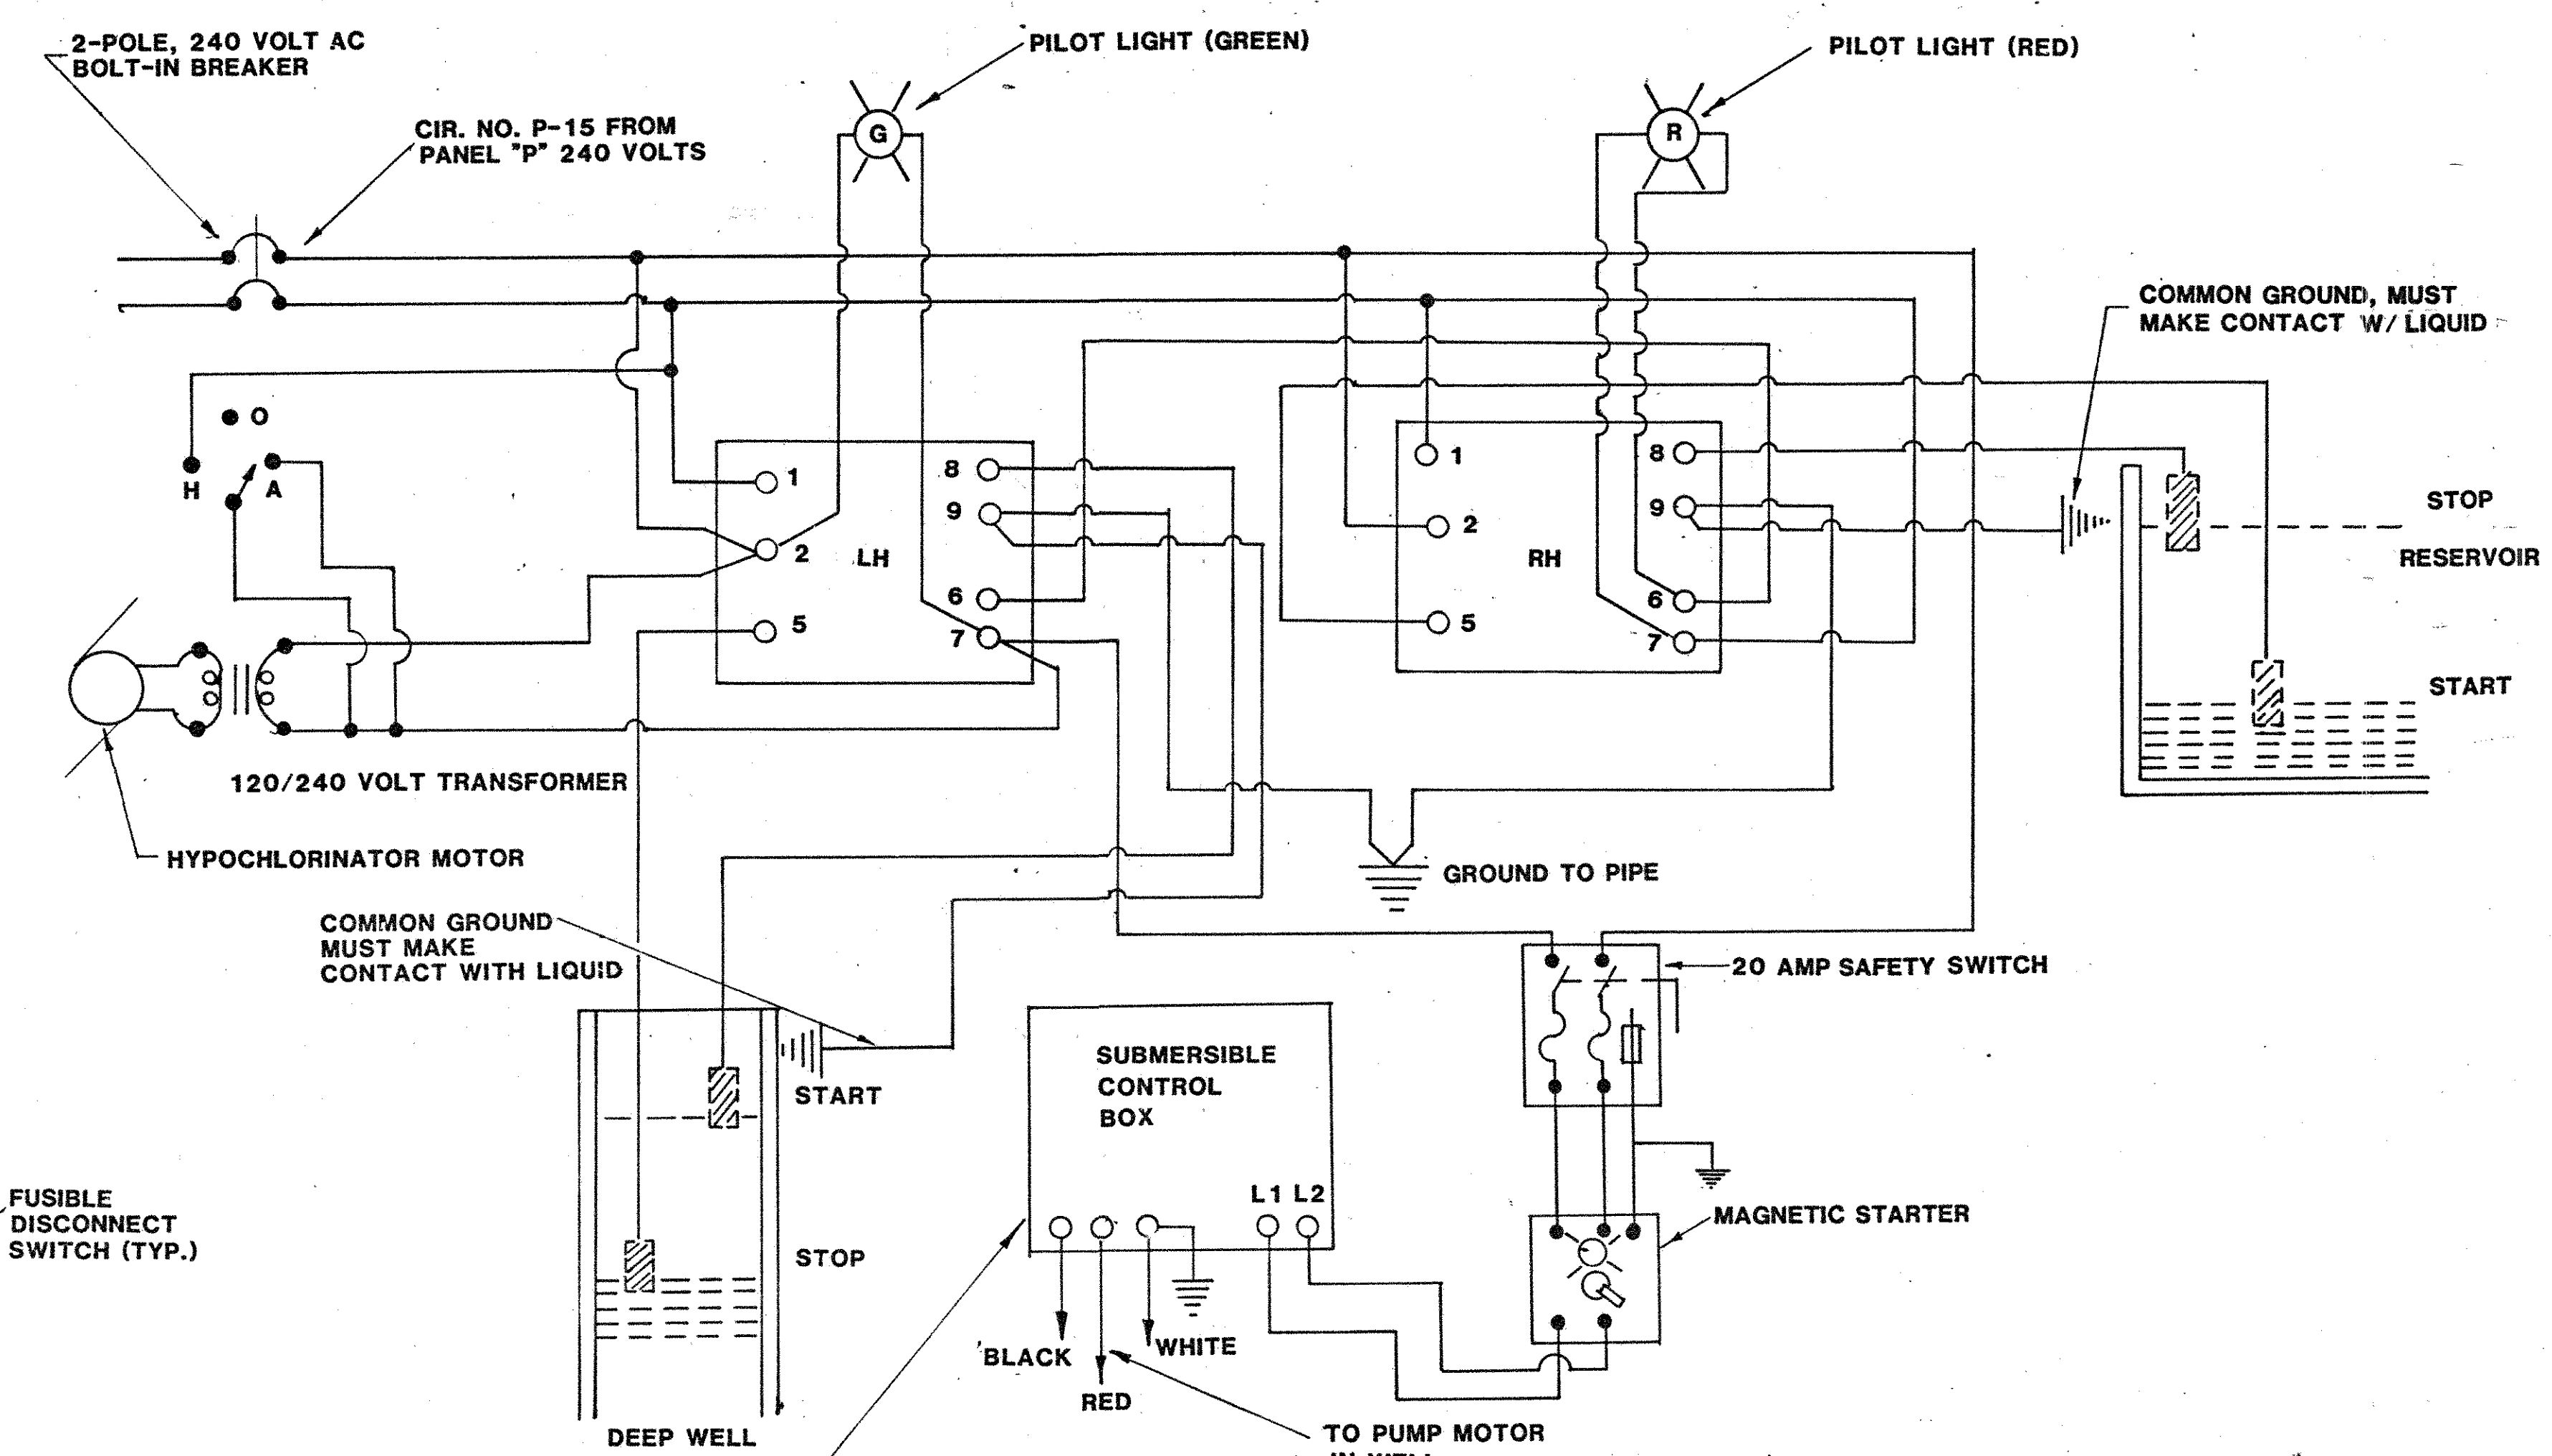 2-POLE, 240 VOLT AC
BOLT-IN BREAKER
CIR. NO. P-15 FROM
PANEL "P" 240 VOLTS
PILOT LIGHT (GREEN)
G
PILOT LIGHT (RED)
R
COMMON GROUND, MUST
MAKE CONTACT W/ LIQUID
O
H
A
1
2
5
LH
8
9
6
7
1
2
5
RH
8
9
6
7
STOP
RESERVOIR
START
120/240 VOLT TRANSFORMER
HYPOCHLORINATOR MOTOR
GROUND TO PIPE
COMMON GROUND
MUST MAKE
CONTACT WITH LIQUID
20 AMP SAFETY SWITCH
START
STOP
DEEP WELL
SUBMERSIBLE
CONTROL
BOX
L1 L2
MAGNETIC STARTER
FUSIBLE
DISCONNECT
SWITCH (TYP.)
BLACK
RED
WHITE
TO PUMP MOTOR